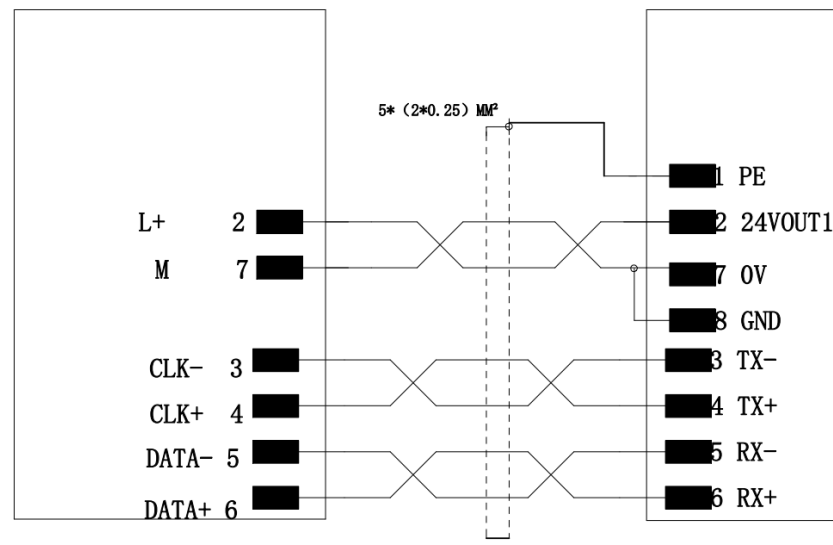 5*（2*0.25）MM²
1 PE
L+ 2
2 24VOUT1
M 7
7 0V
8 GND
CLK- 3
3 TX-
CLK+ 4
4 TX+
DATA- 5
5 RX-
DATA+ 6
6 RX+